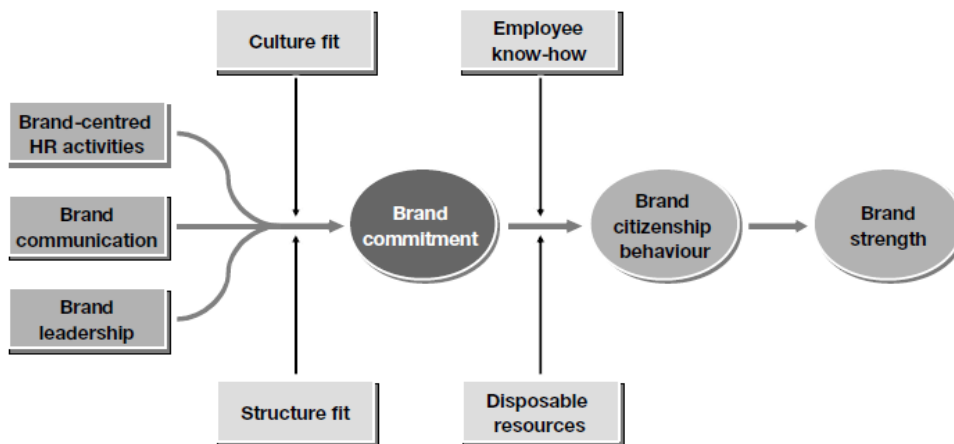 Culture fit
Employee
know-how
Brand-centred
HR activities
Brand
communication
Brand
leadership
Brand
commitment
Brand
citizenship
behaviour
Brand
strength
Structure fit
Disposable
resources